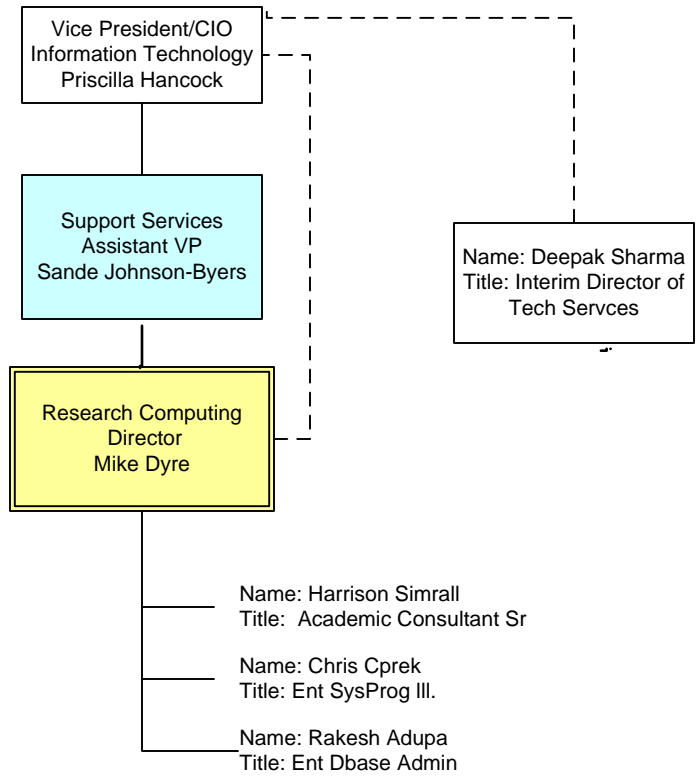 Vice President/CIO
Information Technology
Priscilla Hancock
Support Services
Assistant VP
Sande Johnson-Byers
Name: Deepak Sharma
Title: Interim Director of
Tech Servces
Research Computing
Director
Mike Dyre
Name: Harrison Simrall
Title:  Academic Consultant Sr
Name: Chris Cprek
Title: Ent SysProg III.
Name: Rakesh Adupa
Title: Ent Dbase Admin